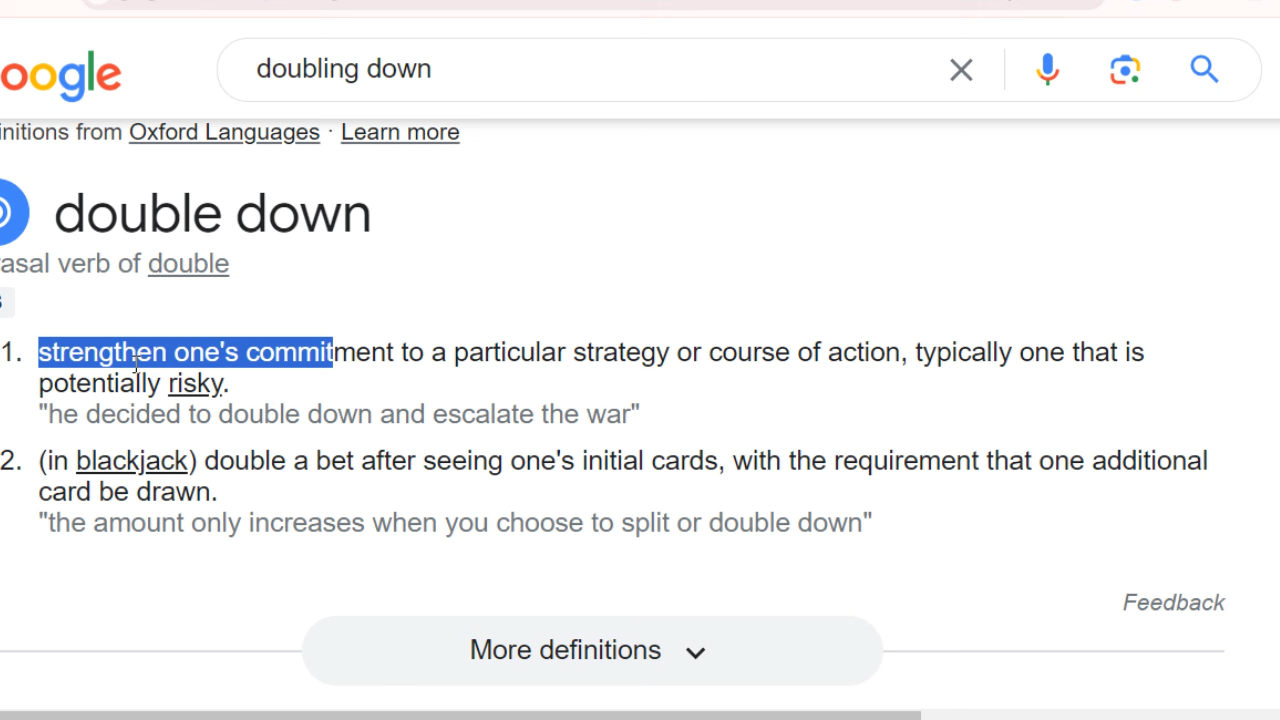 oogle
doubling down
initions from Oxford Languages · Learn more
double down
rasal verb of double
1. strengthen one's commitment to a particular strategy or course of action, typically one that is
potentially risky.
"he decided to double down and escalate the war"
2. (in blackjack) double a bet after seeing one's initial cards, with the requirement that one additional
card be drawn.
"the amount only increases when you choose to split or double down"
Feedback
More definitions